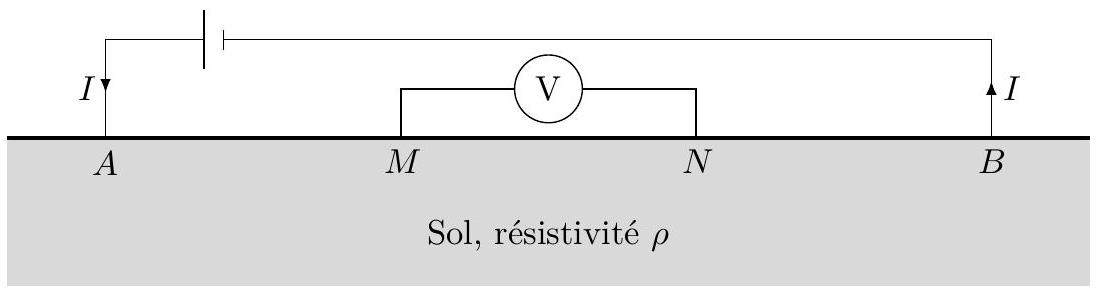 I
V
I
A M N B
Sol, résistivité ρ